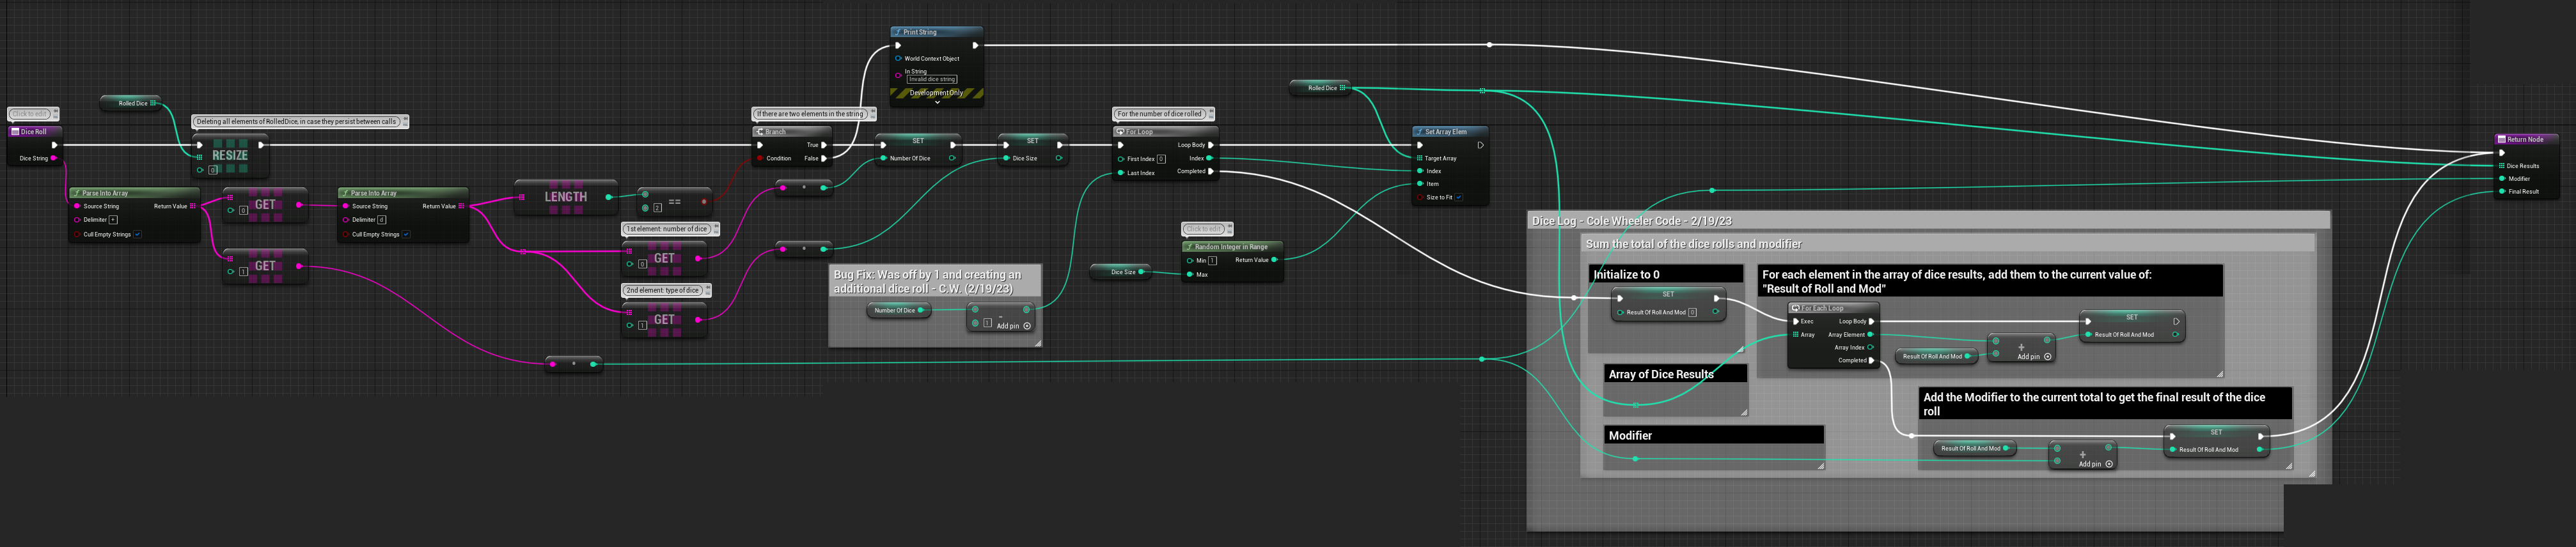 Print String
World Context Object
In String
Invalid dice string
Development Only
Rolled Dice
Rolled Dice
Click to edit
Dice Roll
Dice String
Deleting all elements of RolledDice, in case they persist between calls
RESIZE
0
If there are two elements in the string
Branch
True
Condition
False
SET
Number Of Dice
SET
Dice Size
For the number of dice rolled
For Loop
Loop Body
First Index 0
Index
Last Index
Completed
Set Array Elem
Target Array
Index
Item
Size to Fit
Return Node
Dice Results
Modifier
Final Result
Parse Into Array
Source String
Return Value
Delimiter +
Cull Empty Strings
GET
0
GET
1
Parse Into Array
Source String
Return Value
Delimiter d
Cull Empty Strings
LENGTH
==
2
1st element: number of dice
GET
0
2nd element: type of dice
GET
1
Bug Fix: Was off by 1 and creating an
additional dice roll - C.W. (2/19/23)
Number Of Dice
-
1
Add pin
Click to edit
Random Integer in Range
Min 1
Return Value
Max
Dice Size
Dice Log - Cole Wheeler Code - 2/19/23
Sum the total of the dice rolls and modifier
Initialize to 0
SET
Result Of Roll And Mod 0
For each element in the array of dice results, add them to the current value of:
"Result of Roll and Mod"
For Each Loop
Exec
Loop Body
Array
Array Element
Array Index
Completed
Result Of Roll And Mod
+
Add pin
SET
Result Of Roll And Mod
Array of Dice Results
Modifier
Add the Modifier to the current total to get the final result of the dice
roll
Result Of Roll And Mod
+
Add pin
SET
Result Of Roll And Mod